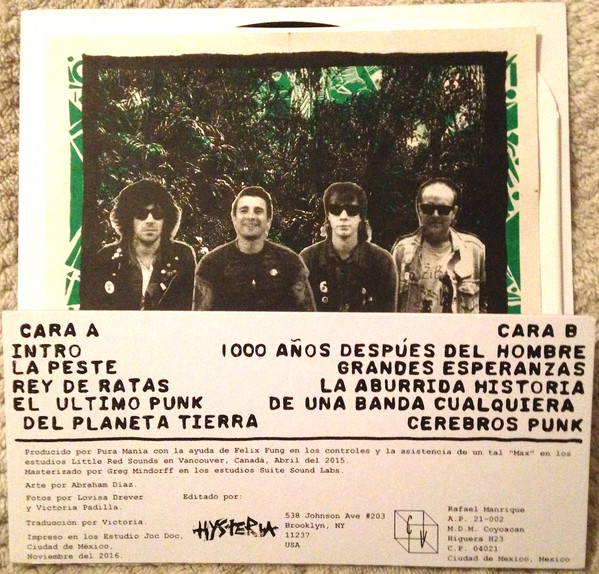 CARA A
INTRO
LA PESTE
REY DE RATAS
EL ULTIMO PUNK
DEL PLANETA TIERRA
CARA B
1000 AÑOS DESPÚES DEL HOMBRE
GRANDES ESPERANZAS
LA ABURRIDA HISTORIA
DE UNA BANDA CUALQUIERA
CEREBROS PUNK
Producido por Pura Mania con la ayuda de Felix Fung en los controles y la asistencia de un tal "Max" en los
estudios Little Red Sounds en Vancouver, Canadá, Abril del 2015.
Masterizado por Greg Mindorff en los estudios Suite Sound Labs.
Arte por Abraham Diaz.
Fotos por Lovisa Drever
y Victoria Padilla.
Traducción por Victoria.
Impreso en los Estudio Joc Doc,
Ciudad de México,
Noviembre del 2016.
Editado por:
HYSTERIA
538 Johnson Ave #203
Brooklyn, NY
11237
USA
C V
Rafael Manrique
A.P. 21-002
M.D.M. Coyoacan
Higuera H23
C.P. 04021
Ciudad de Mexico, Mexico